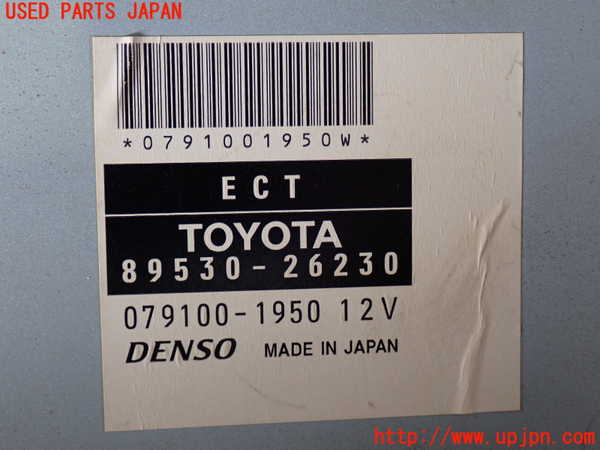 USED PARTS JAPAN
*0791001950W*
ECT
TOYOTA
89530-26230
079100-1950 12V
DENSO MADE IN JAPAN
http://www.upjpn.com/